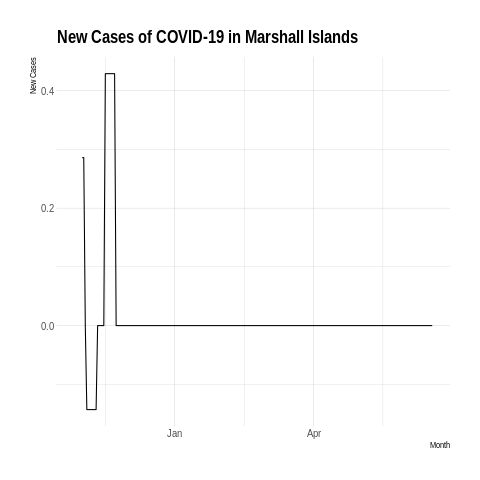 New Cases of COVID-19 in Marshall Islands
New Cases
0.4
0.2
0.0
Jan Apr
Month